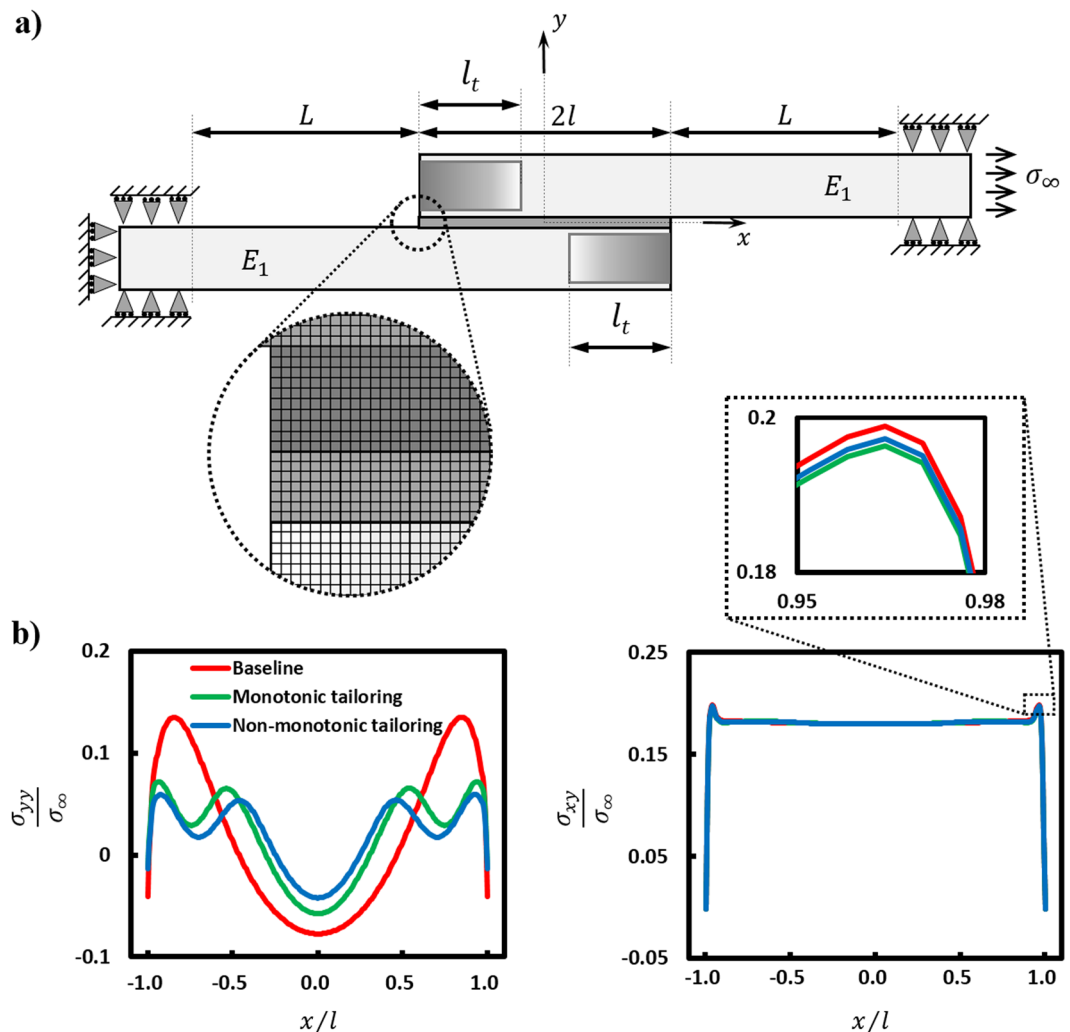 a)
y
l_t
L
2l
L
E_1
σ_∞
x
E_1
l_t
0.2
0.18
0.95 0.98
b)
0.2
0.1
0
-0.1
σ_yy
σ_∞
Baseline
Monotonic tailoring
Non-monotonic tailoring
-1.0 -0.5 0.0 0.5 1.0
x/l
0.25
0.15
0.05
-0.05
σ_xy
σ_∞
-1.0 -0.5 0.0 0.5 1.0
x/l